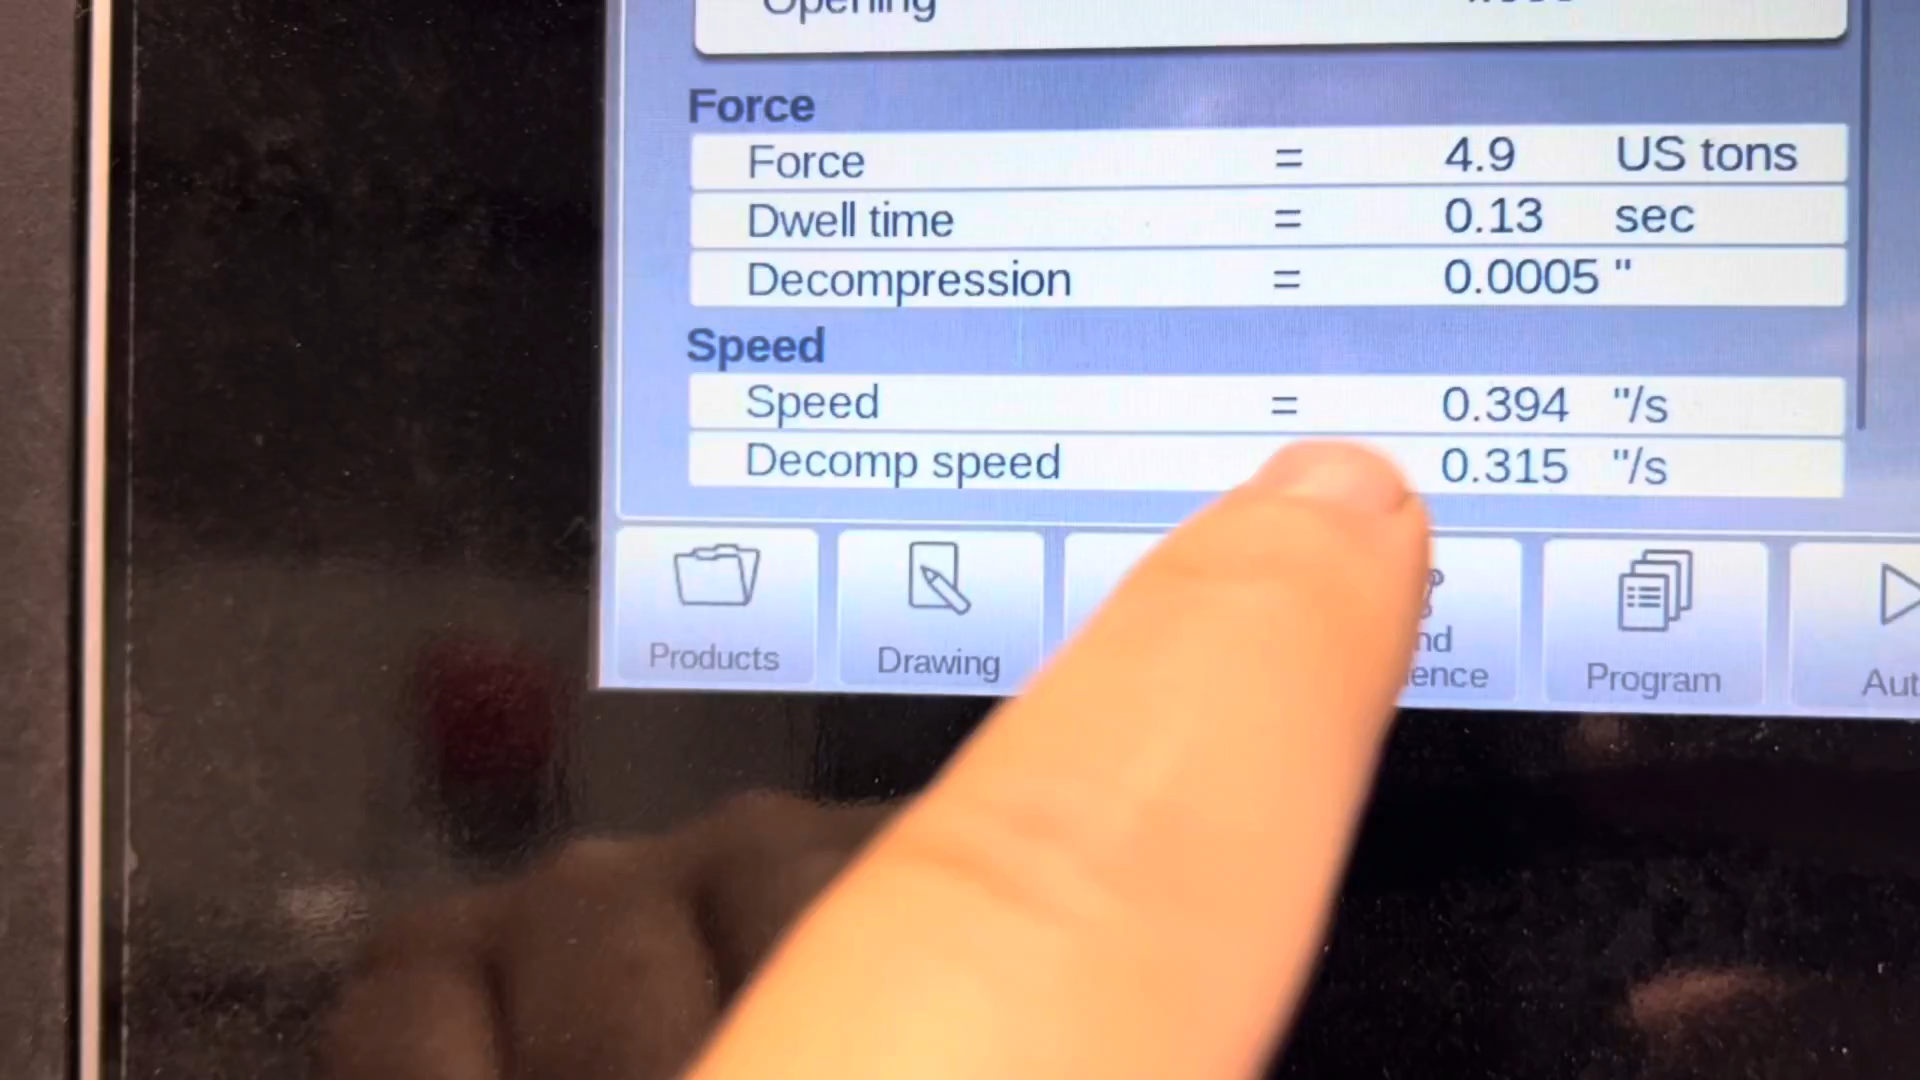 Opening
Force
Force = 4.9 US tons
Dwell time = 0.13 sec
Decompression = 0.0005 "
Speed
Speed = 0.394 "/s
Decomp speed 0.315 "/s
Products
Drawing
Program